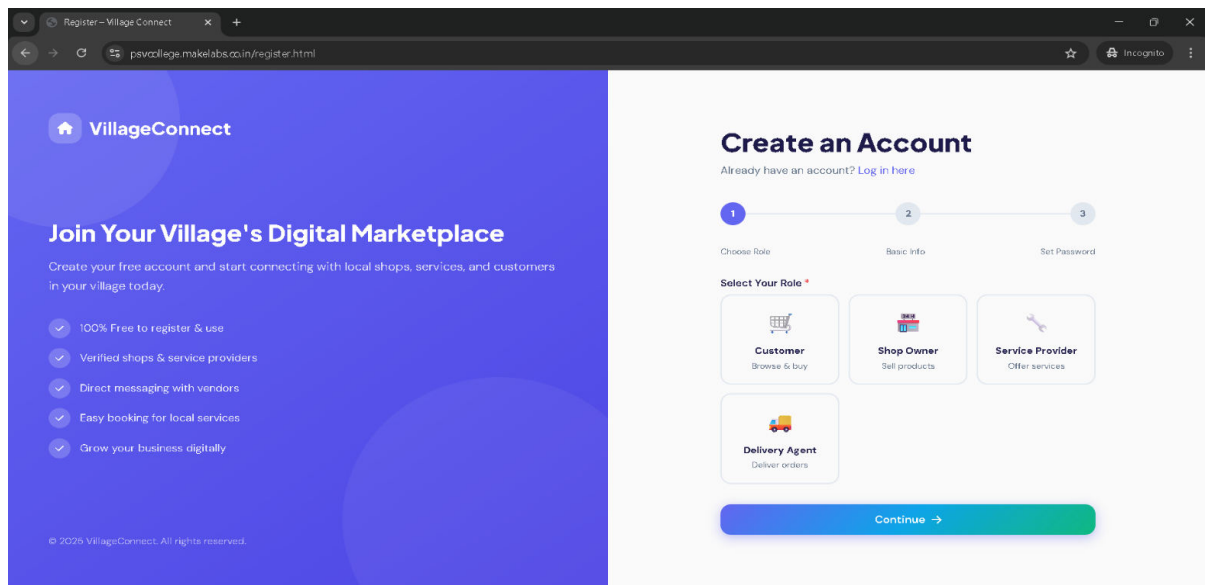 Register – Village Connect
psvcollege.makelabs.co.in/register.html
Incognito
VillageConnect
Join Your Village's Digital Marketplace
Create your free account and start connecting with local shops, services, and customers
in your village today.
100% Free to register & use
Verified shops & service providers
Direct messaging with vendors
Easy booking for local services
Grow your business digitally
© 2026 VillageConnect. All rights reserved.
Create an Account
Already have an account? Log in here
1 2 3
Choose Role Basic Info Set Password
Select Your Role *
Customer Shop Owner Service Provider
Browse & buy Sell products Offer services
Delivery Agent
Deliver orders
Continue →